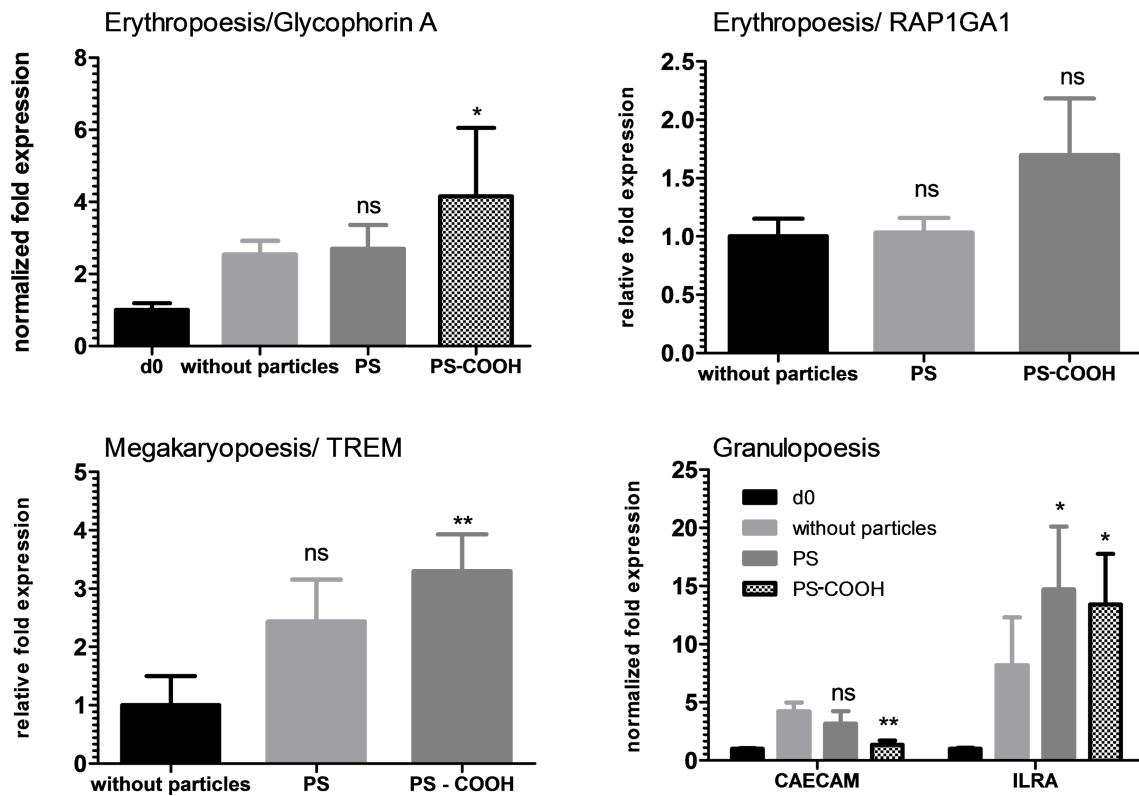 Erythropoesis/Glycophorin A
normalized fold expression
8
6
4
2
0
ns
*
d0 without particles PS PS-COOH
Erythropoesis/ RAP1GA1
relative fold expression
2.5
2.0
1.5
1.0
0.5
0.0
ns
ns
without particles PS PS-COOH
Megakaryopoesis/ TREM
relative fold expression
5
4
3
2
1
0
ns
**
without particles PS PS - COOH
Granulopoesis
normalized fold expression
25
20
15
10
5
0
d0
without particles
PS
PS-COOH
ns
**
*
*
CAECAM ILRA